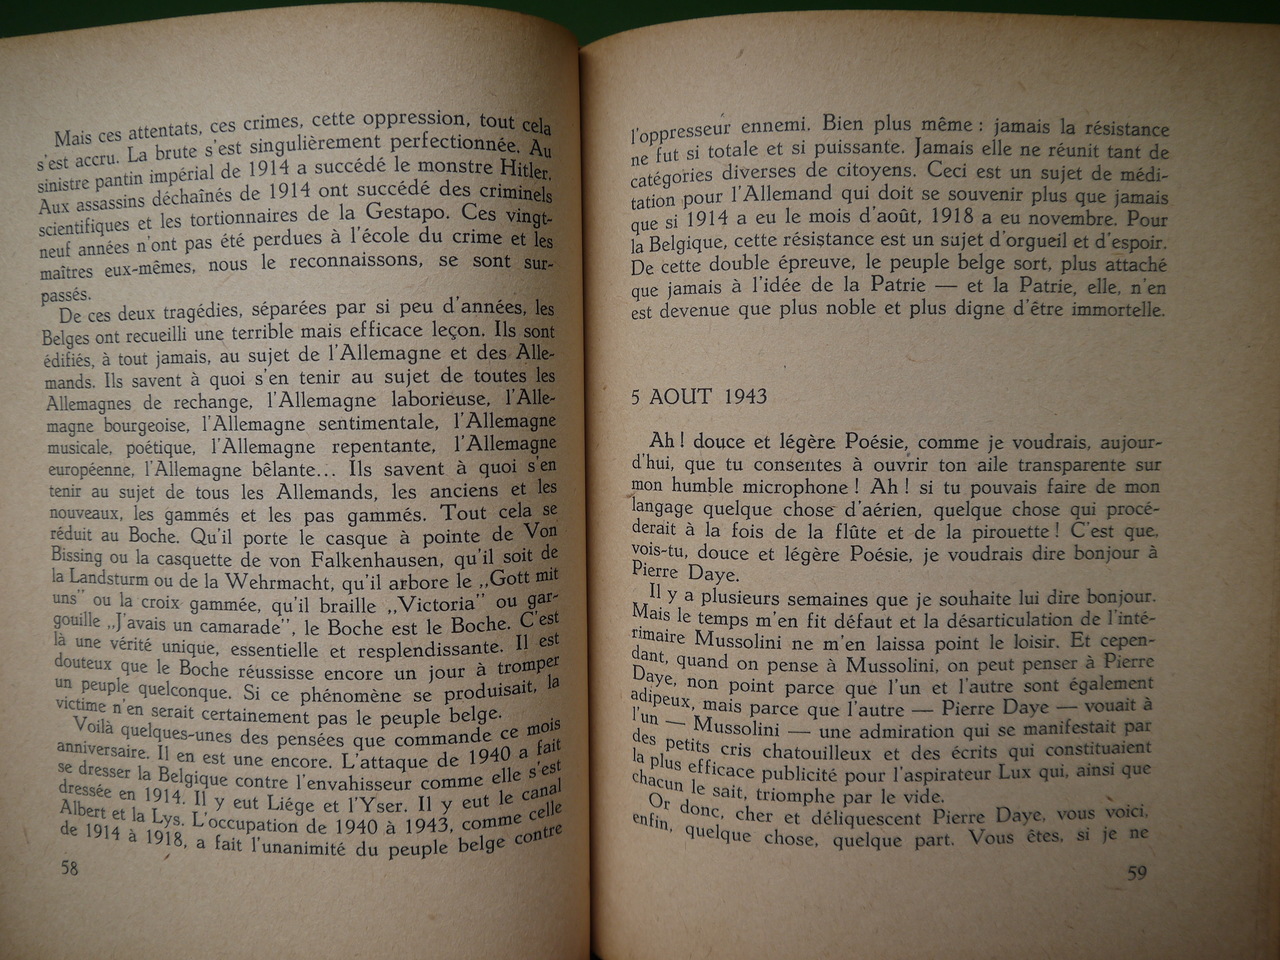 Mais ces attentats, ces crimes, cette oppression, tout cela
s'est accru. La brute s'est singulièrement perfectionnée. Au
sinistre pantin impérial de 1914 a succédé le monstre Hitler.
Aux assassins déchaînés de 1914 ont succédé des criminels
scientifiques et les tortionnaires de la Gestapo. Ces vingt-
neuf années n'ont pas été perdues à l'école du crime et les
maîtres eux-mêmes, nous le reconnaissons, se sont sur-
passés.
De ces deux tragédies, séparées par si peu d'années, les
Belges ont recueilli une terrible mais efficace leçon. Ils sont
édifiés, à tout jamais, au sujet de l'Allemagne et des Alle-
mands. Ils savent à quoi s'en tenir au sujet de toutes les
Allemagnes de rechange, l'Allemagne laborieuse, l'Alle-
magne bourgeoise, l'Allemagne sentimentale, l'Allemagne
musicale, poétique, l'Allemagne repentante, l'Allemagne
européenne, l'Allemagne bêlante... Ils savent à quoi s'en
tenir au sujet de tous les Allemands, les anciens et les
nouveaux, les gammés et les pas gammés. Tout cela se
réduit au Boche. Qu'il porte le casque à pointe de Von
Bissing ou la casquette de von Falkenhausen, qu'il soit de
la Landsturm ou de la Wehrmacht, qu'il arbore le „Gott mit
uns" ou la croix gammée, qu'il braille „Victoria" ou gar-
gouille „J'avais un camarade", le Boche est le Boche. C'est
là une vérité unique, essentielle et resplendissante. Il est
douteux que le Boche réussisse encore un jour à tromper
un peuple quelconque. Si ce phénomène se produisait, la
victime n'en serait certainement pas le peuple belge.
Voilà quelques-unes des pensées que commande ce mois
anniversaire. Il en est une encore. L'attaque de 1940 a fait
se dresser la Belgique contre l'envahisseur comme elle s'est
dressée en 1914. Il y eut Liége et l'Yser. Il y eut le canal
Albert et la Lys. L'occupation de 1940 à 1943, comme celle
de 1914 à 1918, a fait l'unanimité du peuple belge contre
58
l'oppresseur ennemi. Bien plus même : jamais la résistance
ne fut si totale et si puissante. Jamais elle ne réunit tant de
catégories diverses de citoyens. Ceci est un sujet de médi-
tation pour l'Allemand qui doit se souvenir plus que jamais
que si 1914 a eu le mois d'août, 1918 a eu novembre. Pour
la Belgique, cette résistance est un sujet d'orgueil et d'espoir.
De cette double épreuve, le peuple belge sort, plus attaché
que jamais à l'idée de la Patrie — et la Patrie, elle, n'en
est devenue que plus noble et plus digne d'être immortelle.
5 AOUT 1943
Ah ! douce et légère Poésie, comme je voudrais, aujour-
d'hui, que tu consentes à ouvrir ton aile transparente sur
mon humble microphone ! Ah ! si tu pouvais faire de mon
langage quelque chose d'aérien, quelque chose qui procé-
derait à la fois de la flûte et de la pirouette ! C'est que,
vois-tu, douce et légère Poésie, je voudrais dire bonjour à
Pierre Daye.
Il y a plusieurs semaines que je souhaite lui dire bonjour.
Mais le temps m'en fit défaut et la désarticulation de l'inté-
rimaire Mussolini ne m'en laissa point le loisir. Et cepen-
dant, quand on pense à Mussolini, on peut penser à Pierre
Daye, non point parce que l'un et l'autre sont également
adipeux, mais parce que l'autre — Pierre Daye — vouait à
l'un — Mussolini — une admiration qui se manifestait par
des petits cris chatouilleux et des écrits qui constituaient
la plus efficace publicité pour l'aspirateur Lux qui, ainsi que
chacun le sait, triomphe par le vide.
Or donc, cher et déliquescent Pierre Daye, vous voici,
enfin, quelque chose, quelque part. Vous êtes, si je ne
59